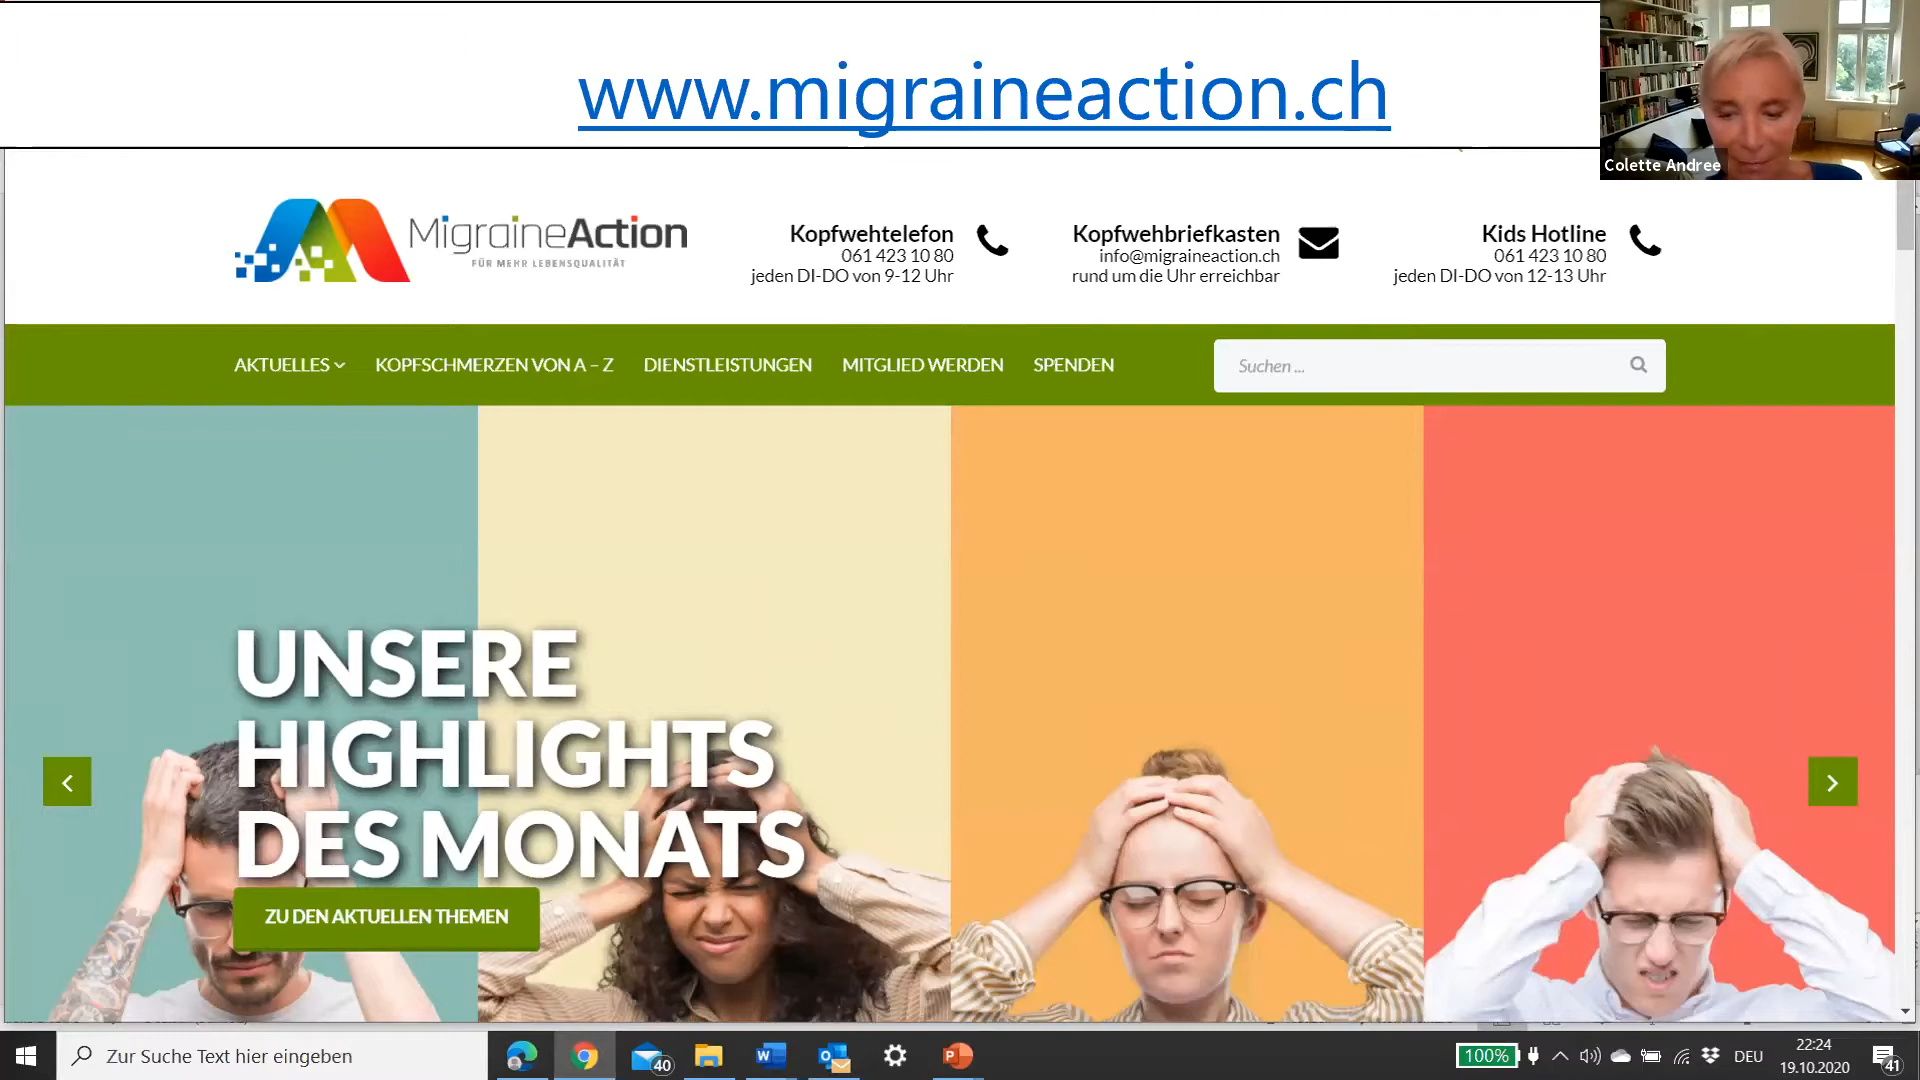 www.migraineaction.ch
Colette Andree
MigraineAction
FÜR MEHR LEBENSQUALITÄT
Kopfwehtelefon
061 423 10 80
jeden DI-DO von 9-12 Uhr
Kopfwehbriefkasten
info@migraineaction.ch
rund um die Uhr erreichbar
Kids Hotline
061 423 10 80
jeden DI-DO von 12-13 Uhr
AKTUELLES KOPFSCHMERZEN VON A – Z DIENSTLEISTUNGEN MITGLIED WERDEN SPENDEN
Suchen ...
UNSERE
HIGHLIGHTS
DES MONATS
ZU DEN AKTUELLEN THEMEN
Zur Suche Text hier eingeben
40
100%
DEU
22:24
19.10.2020
41